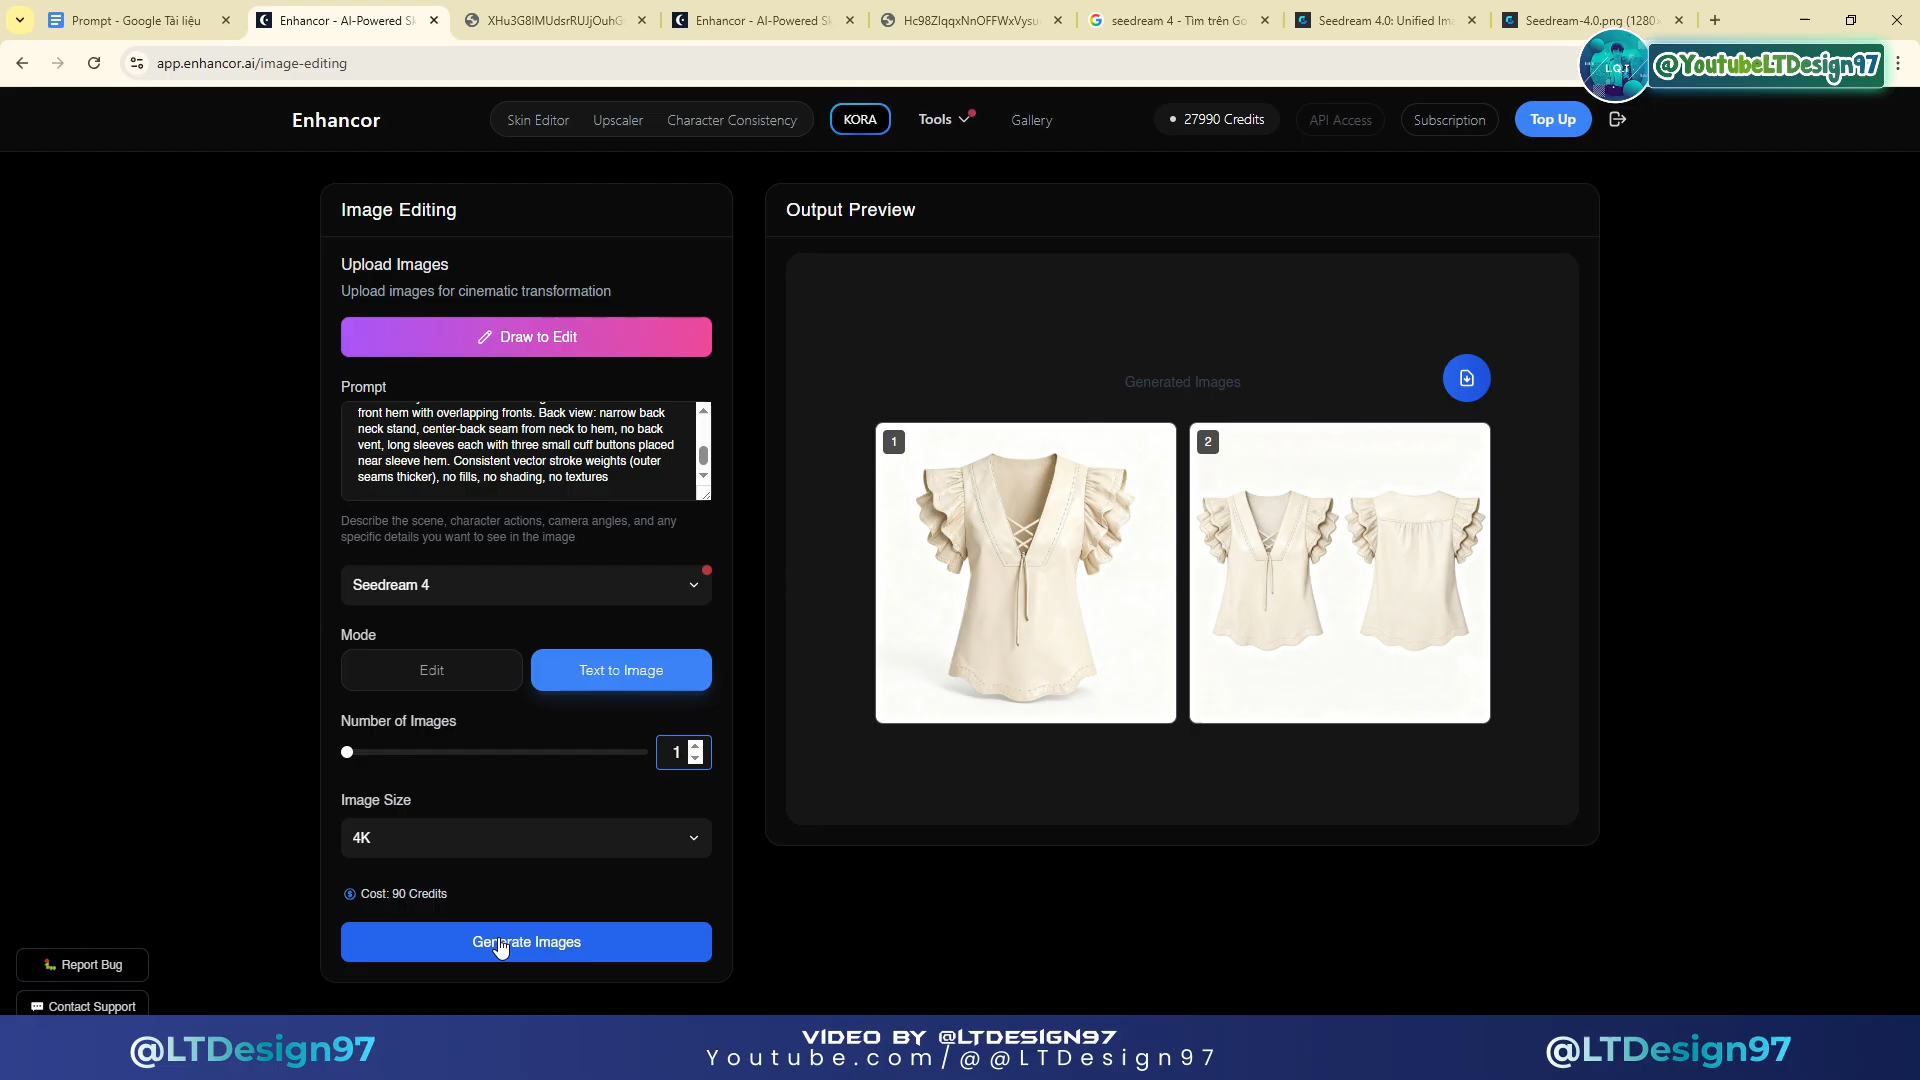 Prompt - Google Tài liệu
Enhancor - AI-Powered Sk
XHu3G8IMUdsrRUJjOuhG
Enhancor - AI-Powered Sk
Hc98ZIqqxNnOFFWxVysu
seedream 4 - Tìm trên Go
Seedream 4.0: Unified Ima
Seedream-4.0.png (1280×
app.enhancor.ai/image-editing
L.Q.T
@YoutubeLTDesign97
Enhancor
Skin Editor
Upscaler
Character Consistency
KORA
Tools
Gallery
27990 Credits
API Access
Subscription
Top Up
Image Editing
Upload Images
Upload images for cinematic transformation
Draw to Edit
Prompt
front hem with overlapping fronts. Back view: narrow back
neck stand, center-back seam from neck to hem, no back
vent, long sleeves each with three small cuff buttons placed
near sleeve hem. Consistent vector stroke weights (outer
seams thicker), no fills, no shading, no textures
Describe the scene, character actions, camera angles, and any
specific details you want to see in the image
Seedream 4
Mode
Edit
Text to Image
Number of Images
1
Image Size
4K
Cost: 90 Credits
Generate Images
Output Preview
Generated Images
1
2
Report Bug
Contact Support
@LTDesign97
VIDEO BY @LTDESIGN97
Youtube.com/@@LTDesign97
@LTDesign97